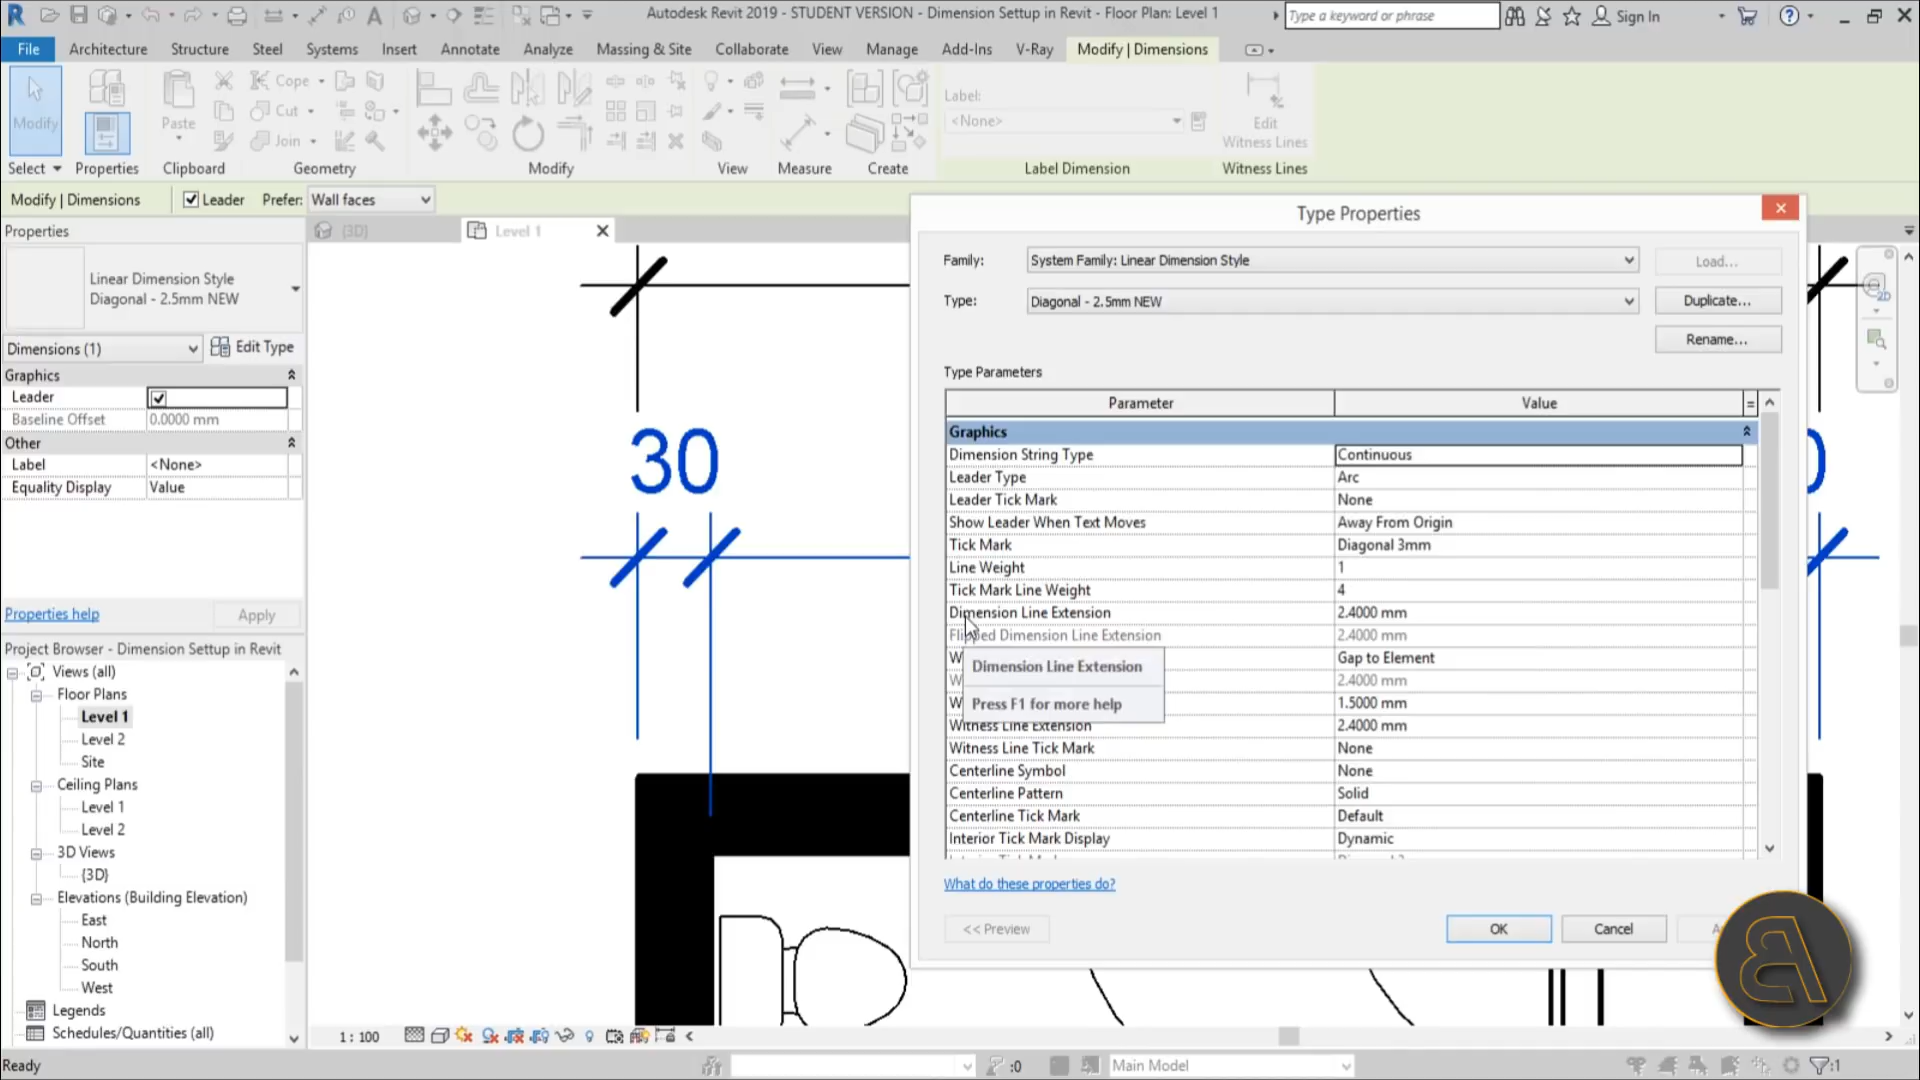 Autodesk Revit 2019 - STUDENT VERSION - Dimension Settup in Revit - Floor Plan: Level 1
Type a keyword or phrase
Sign In
File Architecture Structure Steel Systems Insert Annotate Analyze Massing & Site Collaborate View Manage Add-Ins V-Ray Modify | Dimensions
Modify
Paste
Cope
Cut
Join
Label:
<None>
Edit
Witness Lines
Select Properties Clipboard Geometry Modify View Measure Create Label Dimension Witness Lines
Modify | Dimensions Leader Prefer: Wall faces
Properties
{3D}
Level 1
Linear Dimension Style
Diagonal - 2.5mm NEW
Dimensions (1) Edit Type
Graphics
Leader
Baseline Offset 0.0000 mm
Other
Label <None>
Equality Display Value
Properties help Apply
Project Browser - Dimension Settup in Revit
Views (all)
Floor Plans
Level 1
Level 2
Site
Ceiling Plans
Level 1
Level 2
3D Views
{3D}
Elevations (Building Elevation)
East
North
South
West
Legends
Schedules/Quantities (all)
30
2D
Type Properties
Family: System Family: Linear Dimension Style Load...
Type: Diagonal - 2.5mm NEW Duplicate...
Rename...
Type Parameters
Parameter Value =
Graphics
Dimension String Type Continuous
Leader Type Arc
Leader Tick Mark None
Show Leader When Text Moves Away From Origin
Tick Mark Diagonal 3mm
Line Weight 1
Tick Mark Line Weight 4
Dimension Line Extension 2.4000 mm
Dimension Line Extension 2.4000 mm
W Gap to Element
W 2.4000 mm
W 1.5000 mm
Witness Line Extension 2.4000 mm
Dimension Line Extension
Press F1 for more help
Witness Line Tick Mark None
Centerline Symbol None
Centerline Pattern Solid
Centerline Tick Mark Default
Interior Tick Mark Display Dynamic
What do these properties do?
<< Preview OK Cancel
1 : 100
Ready
:0
Main Model
:1